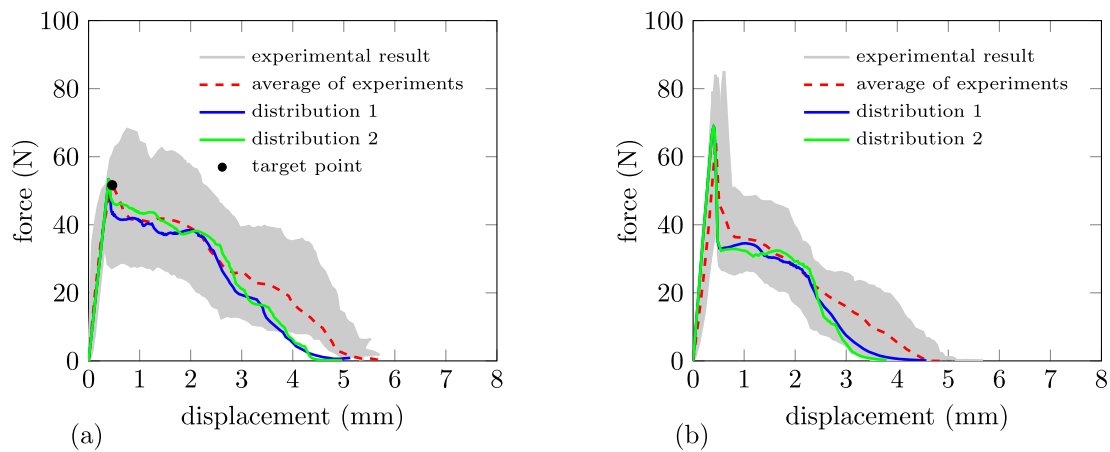 100
80
60
40
20
0
0 1 2 3 4 5 6 7 8
force (N)
displacement (mm)
experimental result
average of experiments
distribution 1
distribution 2
target point
(a)
100
80
60
40
20
0
0 1 2 3 4 5 6 7 8
force (N)
displacement (mm)
experimental result
average of experiments
distribution 1
distribution 2
(b)